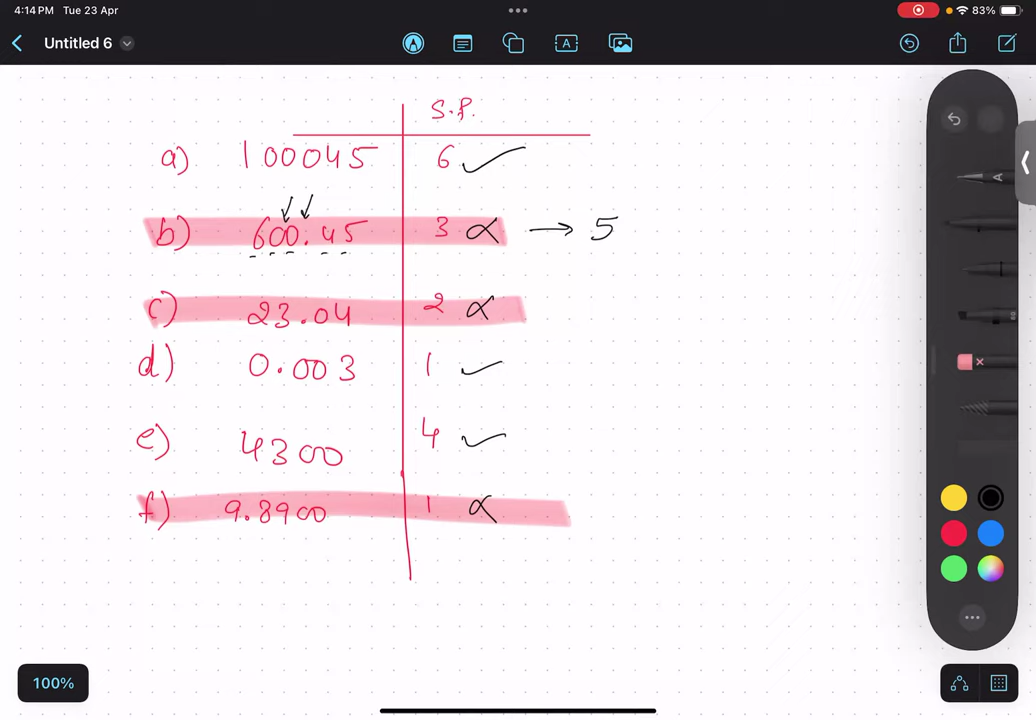 4:14 PM Tue 23 Apr 83%
Untitled 6
S.F.
a) 100045 6 ✓
b) 600.45 3 α → 5
c) 23.04 2 α
d) 0.003 1 ✓
e) 4300 4 ✓
f) 9.8900 1 α
100%